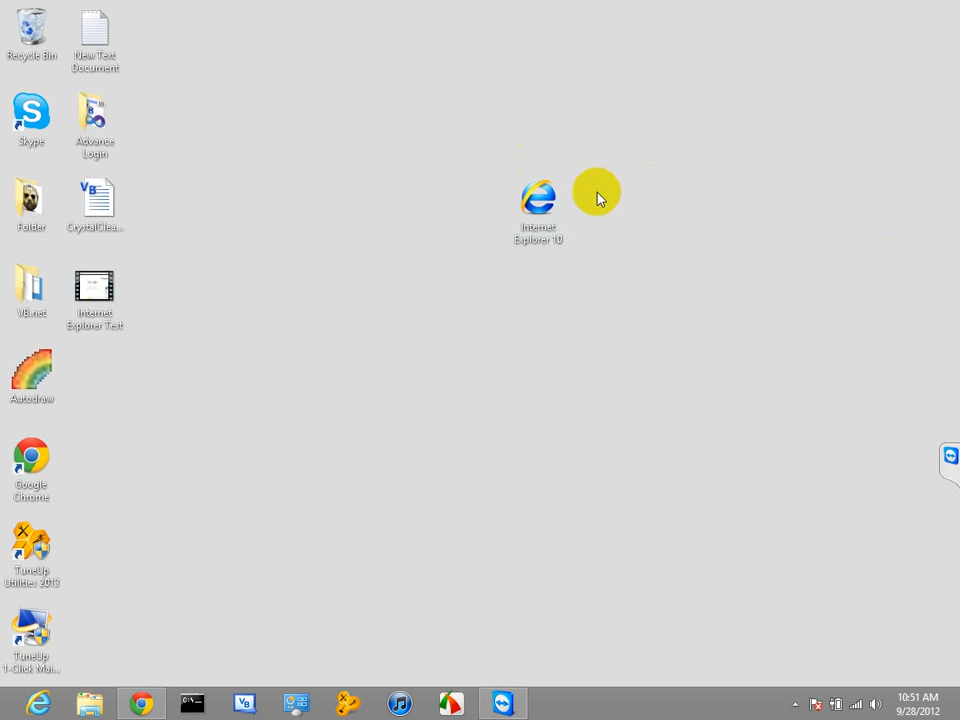 Recycle Bin
New Text
Document
Skype
Advance
Login
Folder
CrystalClea...
VB.net
Internet
Explorer Test
Autodraw
Google
Chrome
TuneUp
Utilities 2013
TuneUp
1-Click Mai...
Internet
Explorer 10
10:51 AM
9/28/2012